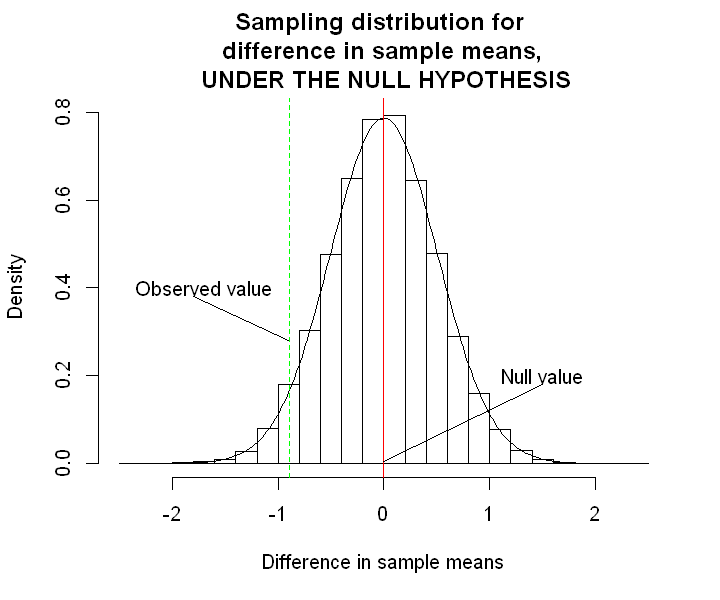 Sampling distribution for
difference in sample means,
UNDER THE NULL HYPOTHESIS
Density
0.8
0.6
0.4
0.2
0.0
Observed value
Null value
-2 -1 0 1 2
Difference in sample means